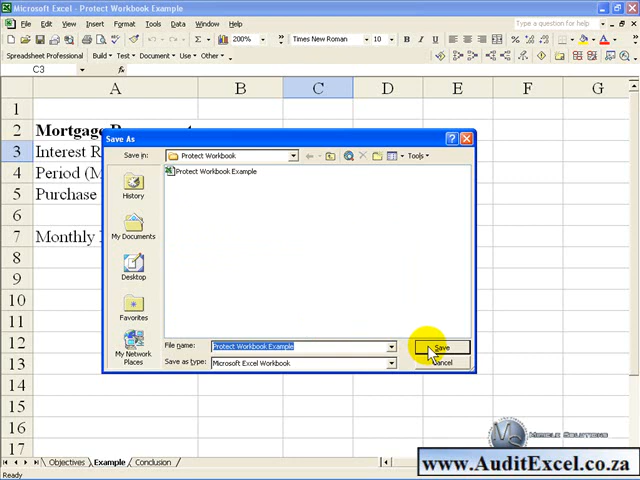 Microsoft Excel - Protect Workbook Example
File Edit View Insert Format Tools Data Window Help
Type a question for help
200% Times New Roman 10 B I U
Spreadsheet Professional Build Test Document Use Other
C3 fx
A B C D E F G
1
2 Mortgage
3 Interest R
4 Period (M
5 Purchase
6
7 Monthly
8
9
10
11
12
13
14
15
16
17
Save As
Save in: Protect Workbook Tools
Protect Workbook Example
History
My Documents
Desktop
Favorites
My Network
Places
File name: Protect Workbook Example Save
Save as type: Microsoft Excel Workbook Cancel
Objectives Example Conclusion
Ready
www.AuditExcel.co.za